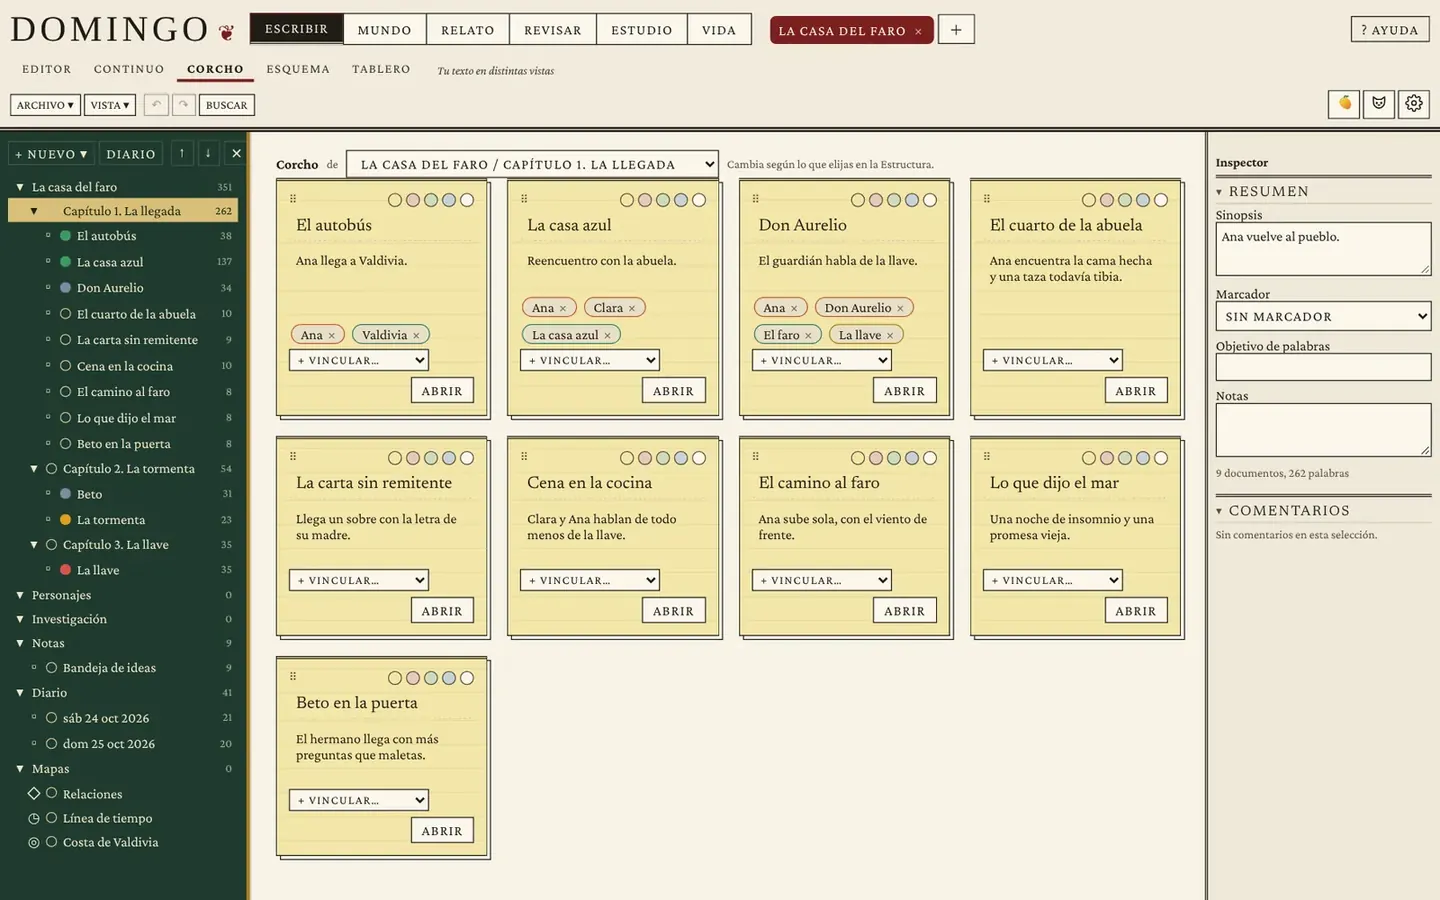 DOMINGO
ESCRIBIR MUNDO RELATO REVISAR ESTUDIO VIDA
LA CASA DEL FARO × +
? AYUDA
EDITOR CONTINUO CORCHO ESQUEMA TABLERO Tu texto en distintas vistas
ARCHIVO ▾ VISTA ▾ ↶ ↷ BUSCAR
+ NUEVO ▾ DIARIO ↑ ↓ ×
▼ La casa del faro 351
▼ Capítulo 1. La llegada 262
El autobús 38
La casa azul 137
Don Aurelio 34
El cuarto de la abuela 10
La carta sin remitente 9
Cena en la cocina 10
El camino al faro 8
Lo que dijo el mar 8
Beto en la puerta 8
▼ Capítulo 2. La tormenta 54
Beto 31
La tormenta 23
▼ Capítulo 3. La llave 35
La llave 35
▼ Personajes 0
▼ Investigación 0
▼ Notas 9
Bandeja de ideas 9
▼ Diario 41
sáb 24 oct 2026 21
dom 25 oct 2026 20
▼ Mapas 0
Relaciones
Línea de tiempo
Costa de Valdivia
Corcho de LA CASA DEL FARO / CAPÍTULO 1. LA LLEGADA Cambia según lo que elijas en la Estructura.
El autobús
Ana llega a Valdivia.
Ana × Valdivia ×
+ VINCULAR...
ABRIR
La casa azul
Reencuentro con la abuela.
Ana × Clara ×
La casa azul ×
+ VINCULAR...
ABRIR
Don Aurelio
El guardián habla de la llave.
Ana × Don Aurelio ×
El faro × La llave ×
+ VINCULAR...
ABRIR
El cuarto de la abuela
Ana encuentra la cama hecha
y una taza todavía tibia.
+ VINCULAR...
ABRIR
La carta sin remitente
Llega un sobre con la letra de
su madre.
+ VINCULAR...
ABRIR
Cena en la cocina
Clara y Ana hablan de todo
menos de la llave.
+ VINCULAR...
ABRIR
El camino al faro
Ana sube sola, con el viento de
frente.
+ VINCULAR...
ABRIR
Lo que dijo el mar
Una noche de insomnio y una
promesa vieja.
+ VINCULAR...
ABRIR
Beto en la puerta
El hermano llega con más
preguntas que maletas.
+ VINCULAR...
ABRIR
Inspector
▾ RESUMEN
Sinopsis
Ana vuelve al pueblo.
Marcador
SIN MARCADOR
Objetivo de palabras
Notas
9 documentos, 262 palabras
▾ COMENTARIOS
Sin comentarios en esta selección.